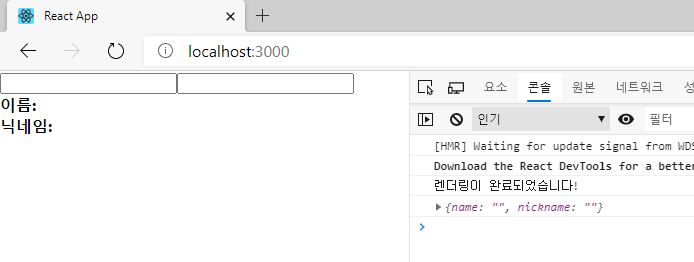 React App
localhost:3000
이름:
닉네임:
요소 콘솔 원본 네트워크 성
인기 필터
[HMR] Waiting for update signal from WDS
Download the React DevTools for a better
렌더링이 완료되었습니다!
{name: "", nickname: ""}